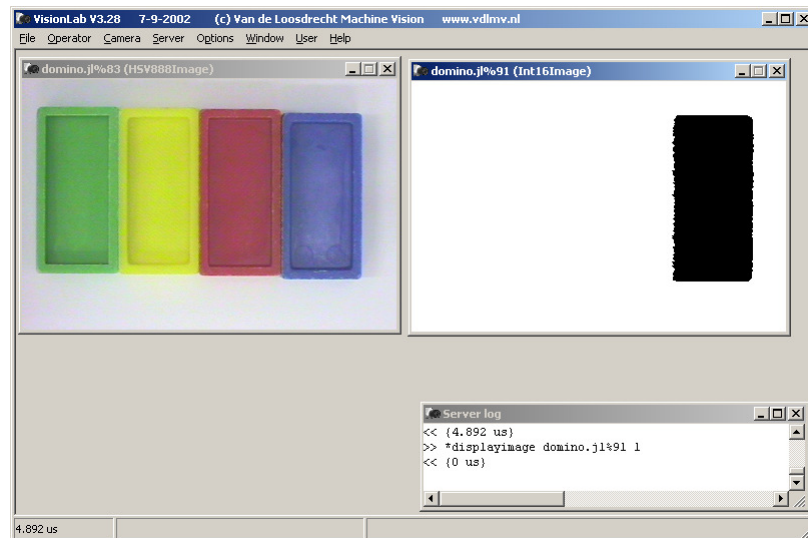 VisionLab V3.28 7-9-2002 (c) Van de Loosdrecht Machine Vision www.vdlmv.nl
File Operator Camera Server Options Window User Help
domino.jl%83 (HSV888Image)
domino.jl%91 (Int16Image)
Server log
<< {4.892 us}
>> *displayimage domino.jl%91 1
<< {0 us}
4.892 us